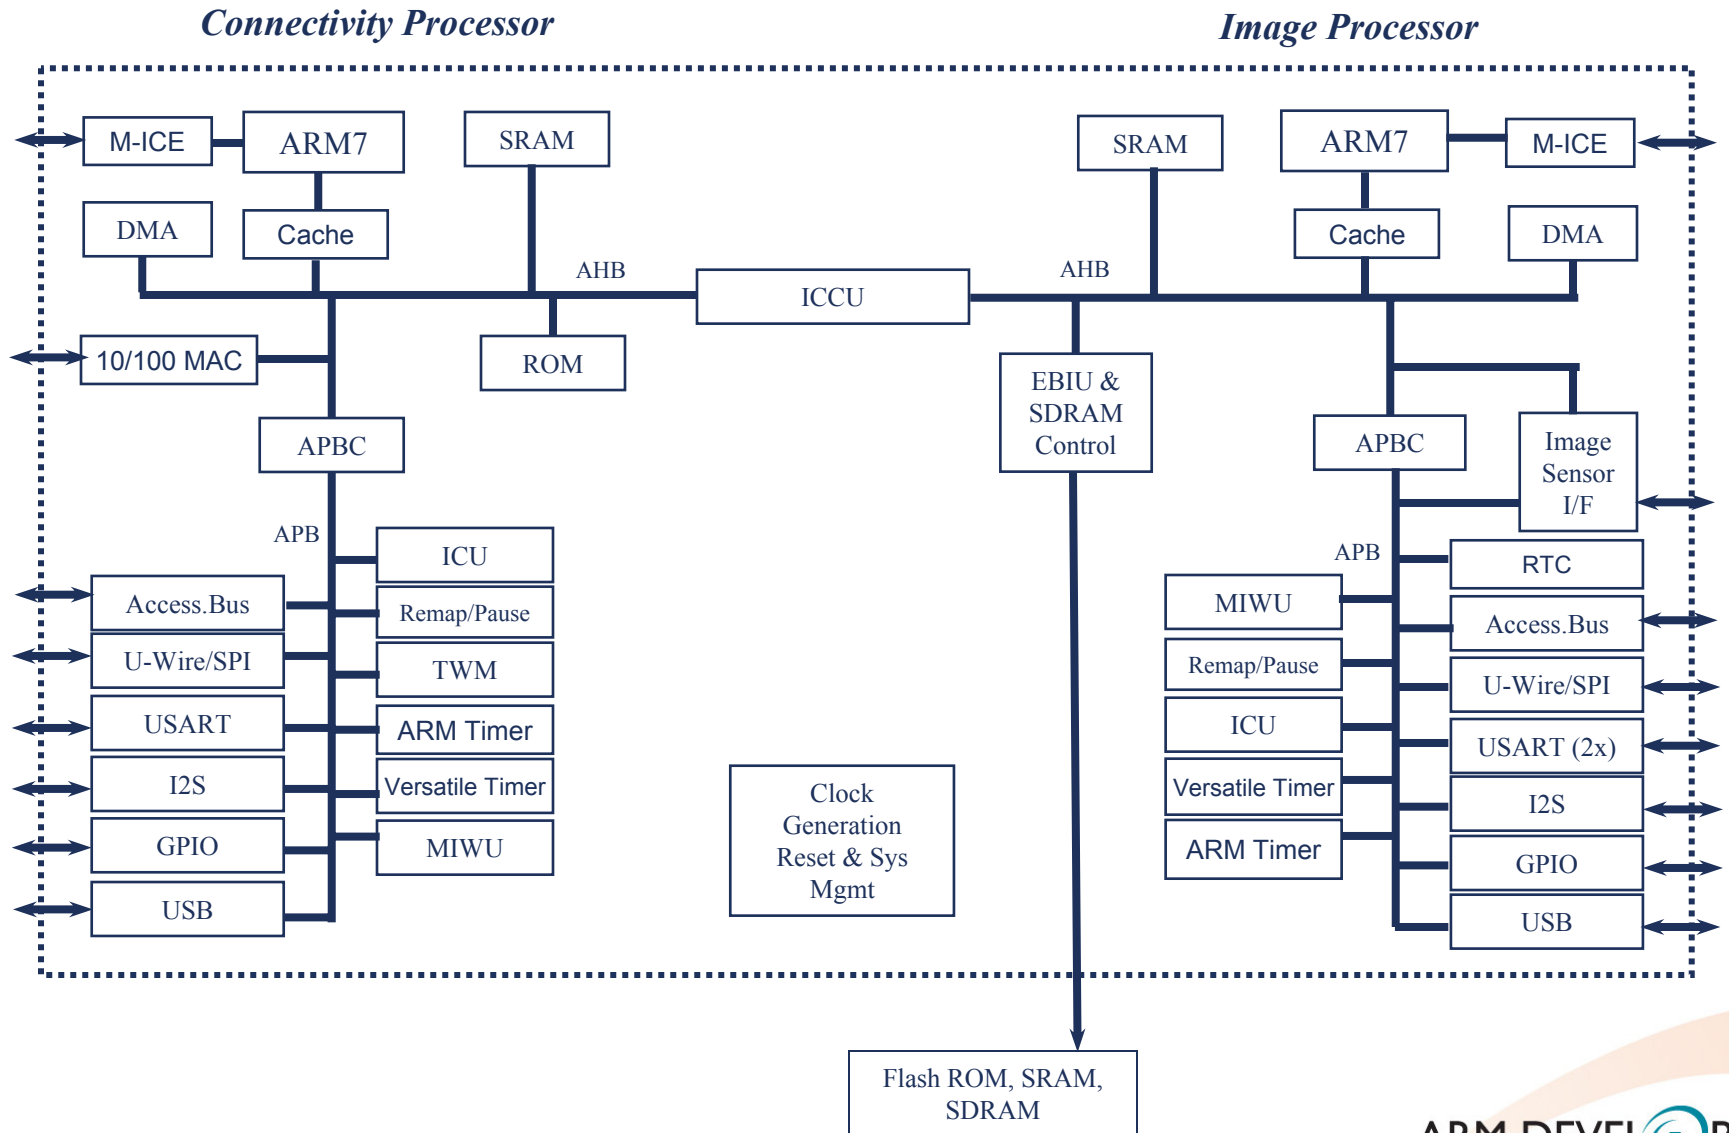 Connectivity Processor
Image Processor
M-ICE
ARM7
SRAM
SRAM
ARM7
M-ICE
DMA
Cache
Cache
DMA
AHB
ICCU
AHB
10/100 MAC
ROM
EBIU &
SDRAM
Control
APBC
APBC
Image
Sensor
I/F
APB
ICU
Access.Bus
Remap/Pause
U-Wire/SPI
TWM
USART
ARM Timer
I2S
Versatile Timer
GPIO
MIWU
USB
Clock
Generation
Reset & Sys
Mgmt
APB
RTC
MIWU
Access.Bus
Remap/Pause
U-Wire/SPI
ICU
USART (2x)
Versatile Timer
I2S
ARM Timer
GPIO
USB
Flash ROM, SRAM,
SDRAM